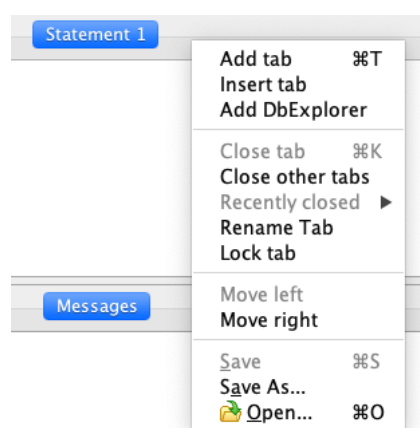 Statement 1
Add tab ⌘T
Insert tab
Add DbExplorer
Close tab ⌘K
Close other tabs
Recently closed ▶
Rename Tab
Lock tab
Move left
Messages
Move right
Save ⌘S
Save As...
Open... ⌘O